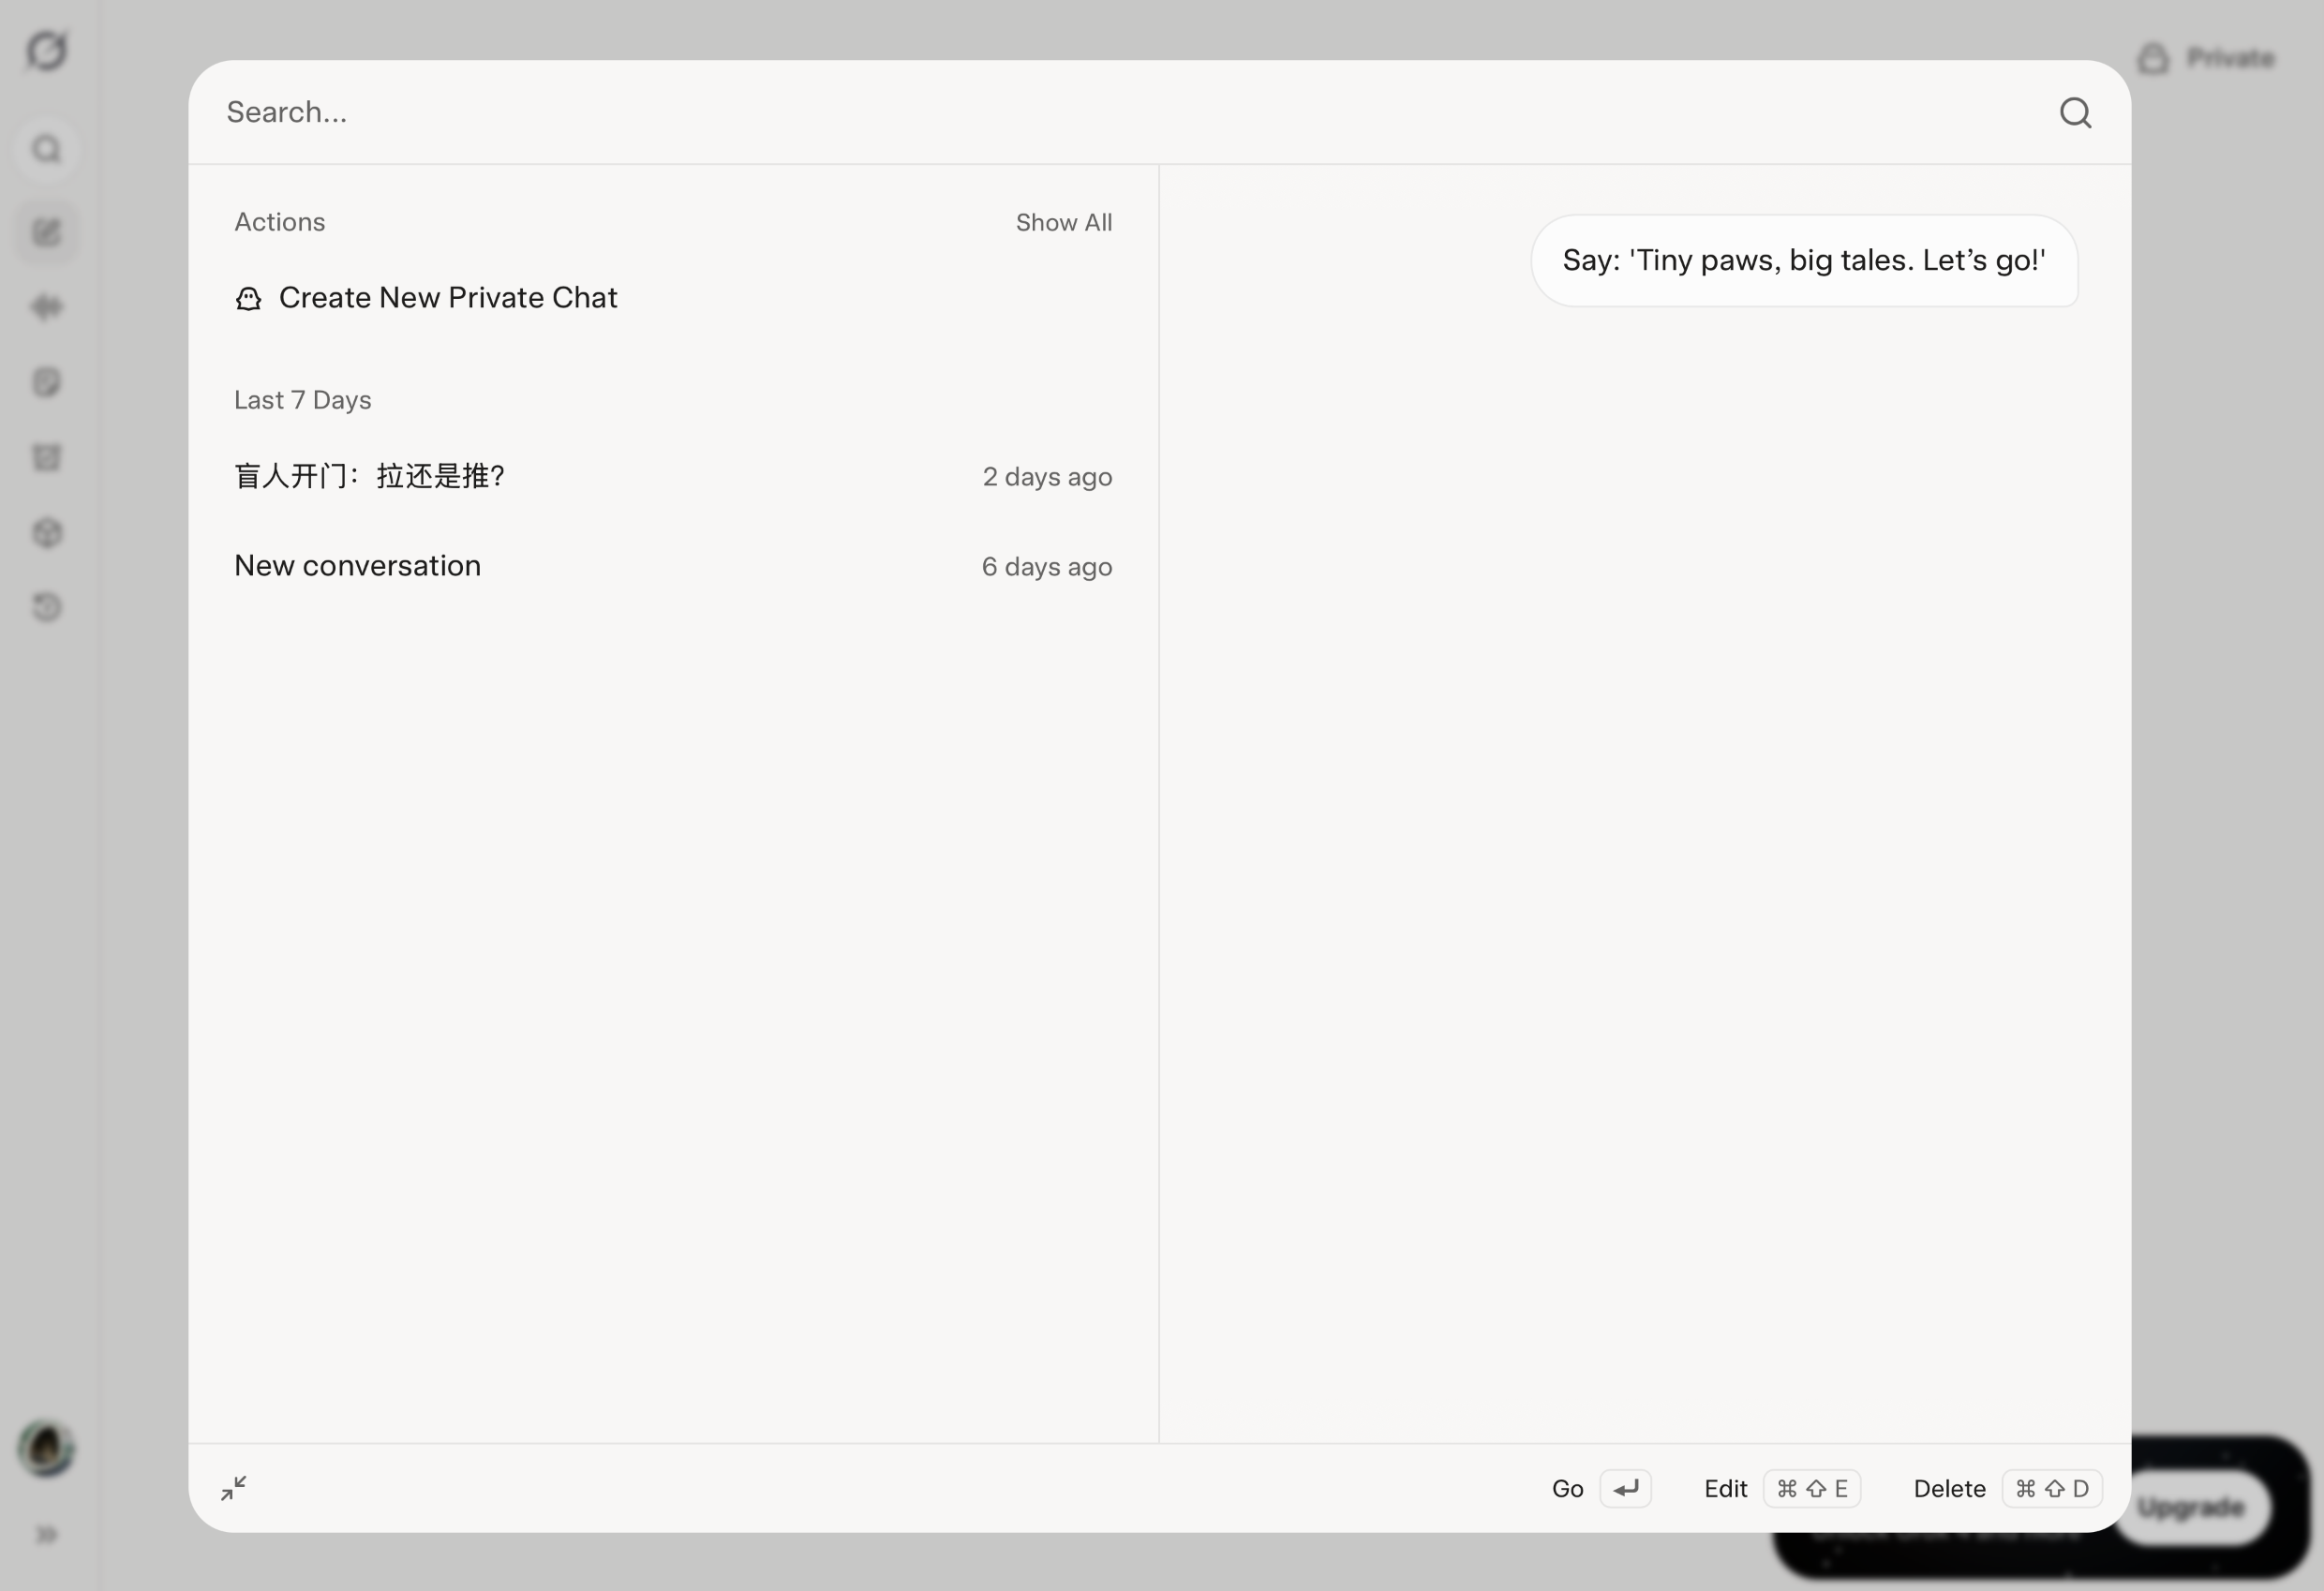 Private
Search...
Actions
Show All
Create New Private Chat
Last 7 Days
盲人开门：拉还是推?
2 days ago
New conversation
6 days ago
Say: 'Tiny paws, big tales. Let’s go!'
Go
Edit ⌘ ⇧ E
Delete ⌘ ⇧ D
Upgrade